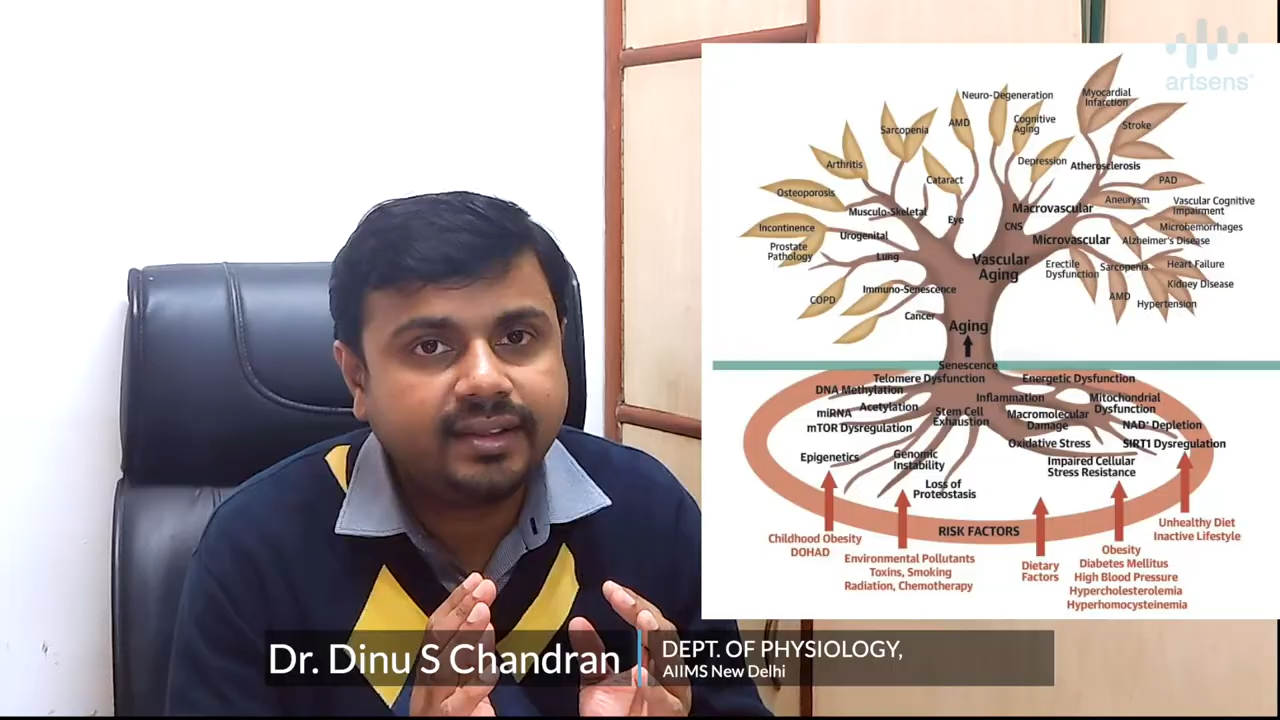 artsens
Neuro-Degeneration
Myocardial
Infarction
Sarcopenia
AMD
Cognitive
Aging
Stroke
Arthritis
Depression
Atherosclerosis
Cataract
PAD
Osteoporosis
Musculo-Skeletal
Eye
Macrovascular
Aneurysm
Vascular Cognitive
Impairment
Incontinence
Urogenital
CNS
Microvascular
Microhemorrhages
Alzheimer's Disease
Prostate
Pathology
Lung
Vascular
Aging
Erectile
Dysfunction
Sarcopenia
Heart Failure
Kidney Disease
COPD
Immuno-Senescence
AMD
Hypertension
Cancer
Aging
Senescence
Telomere Dysfunction
Energetic Dysfunction
DNA Methylation
Inflammation
Mitochondrial
Dysfunction
miRNA
Acetylation
Stem Cell
Exhaustion
Macromolecular
Damage
mTOR Dysregulation
NAD⁺ Depletion
Oxidative Stress
SIRT1 Dysregulation
Epigenetics
Genomic
Instability
Impaired Cellular
Stress Resistance
Loss of
Proteostasis
RISK FACTORS
Childhood Obesity
DOHAD
Environmental Pollutants
Toxins, Smoking
Radiation, Chemotherapy
Dietary
Factors
Obesity
Diabetes Mellitus
High Blood Pressure
Hypercholesterolemia
Hyperhomocysteinemia
Unhealthy Diet
Inactive Lifestyle
Dr. Dinu S Chandran
DEPT. OF PHYSIOLOGY,
AIIMS New Delhi